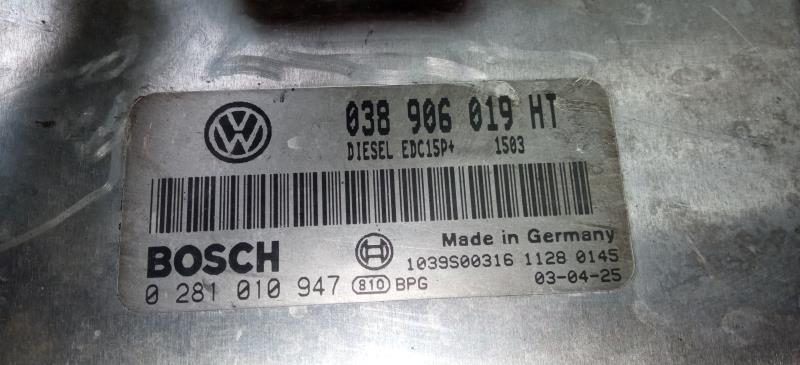 038 906 019 HT
DIESEL EDC15P+ 1503
BOSCH
Made in Germany
1039S00316 1128 0145
0 281 010 947 810 BPG 03-04-25